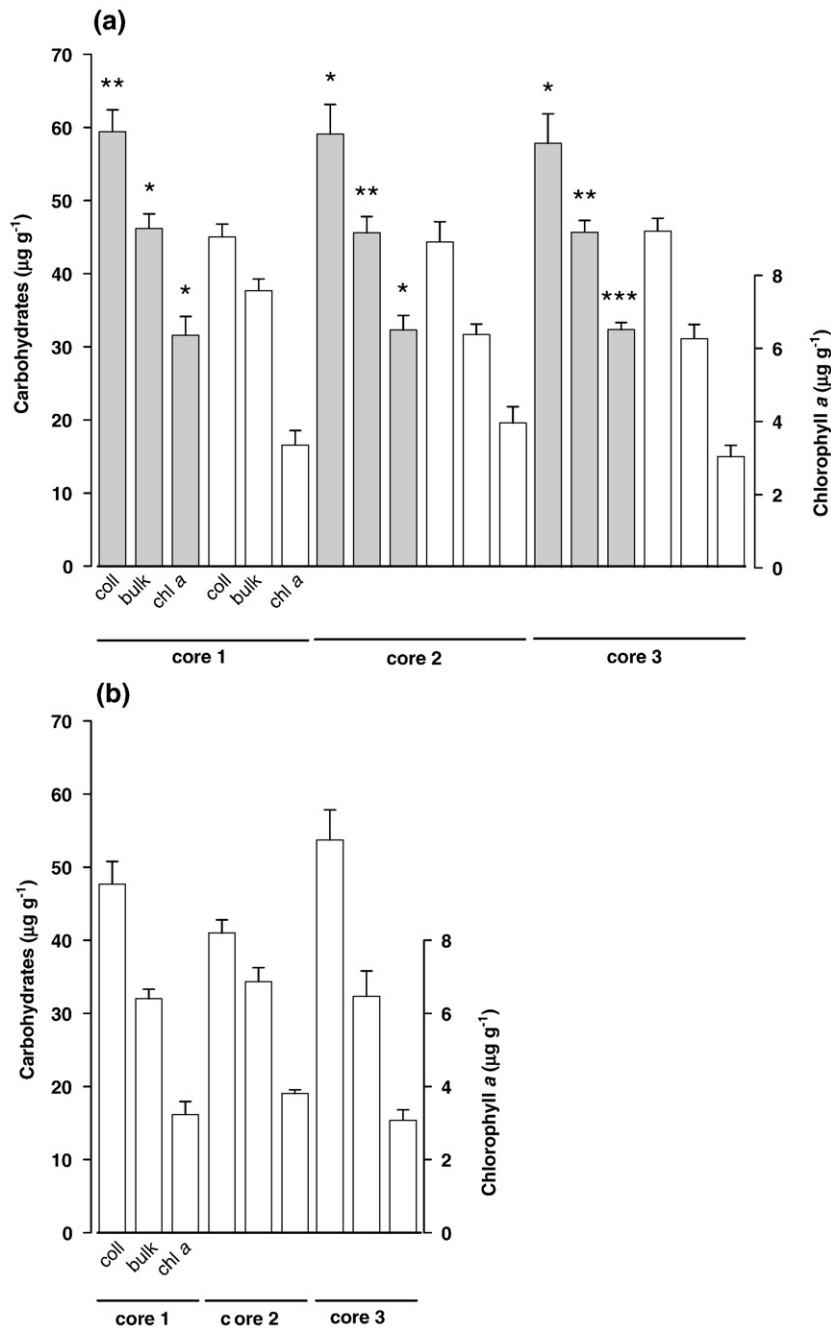 (a)
70
60
50
40
30
20
10
0
Carbohydrates (µg g⁻¹)
** * * * ** * * ** ***
8
6
4
2
0
Chlorophyll a (µg g⁻¹)
coll bulk chl a coll bulk chl a
core 1 core 2 core 3
(b)
70
60
50
40
30
20
10
0
Carbohydrates (µg g⁻¹)
8
6
4
2
0
Chlorophyll a (µg g⁻¹)
coll bulk chl a
core 1 c ore 2 core 3